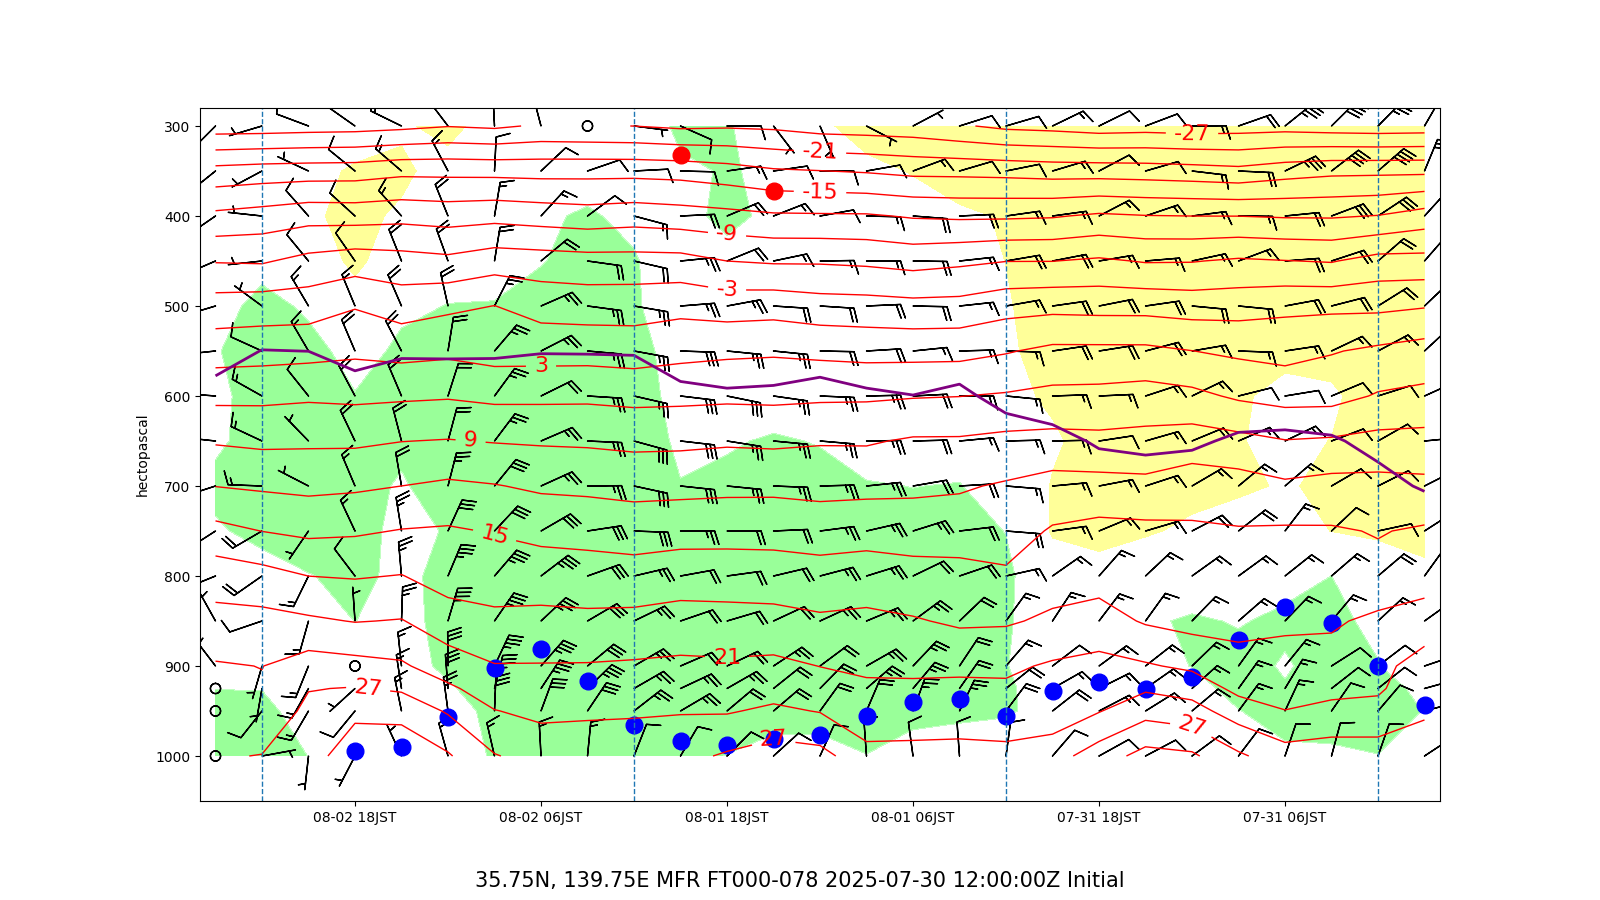 300
400
500
600
700
800
900
1000
hectopascal
-27
-21
-15
-9
-3
3
9
15
21
27
27
27
08-02 18JST
08-02 06JST
08-01 18JST
08-01 06JST
07-31 18JST
07-31 06JST
35.75N, 139.75E MFR FT000-078 2025-07-30 12:00:00Z Initial